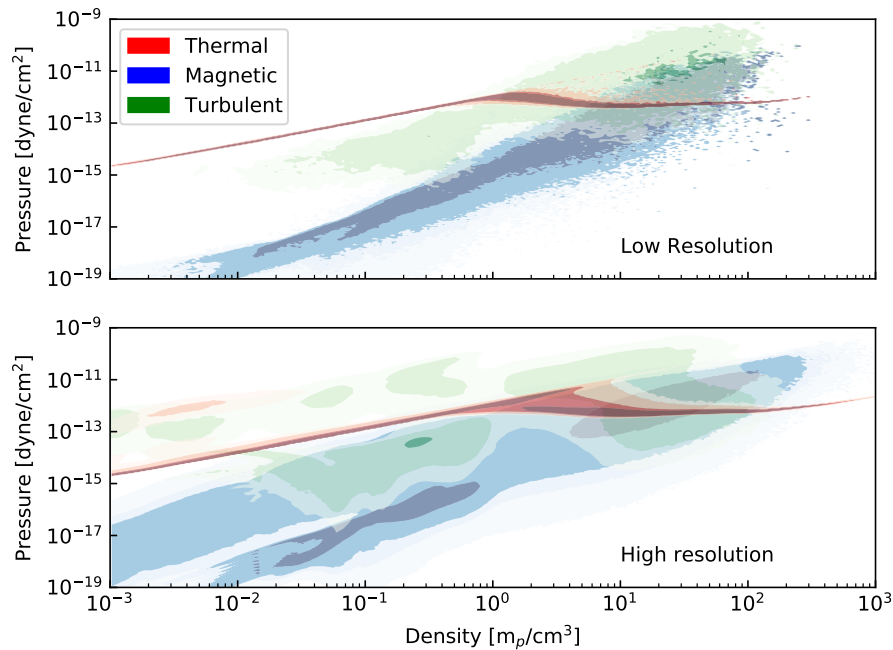 10⁻⁹
10⁻¹¹
10⁻¹³
10⁻¹⁵
10⁻¹⁷
10⁻¹⁹
Pressure [dyne/cm²]
Thermal
Magnetic
Turbulent
Low Resolution
10⁻⁹
10⁻¹¹
10⁻¹³
10⁻¹⁵
10⁻¹⁷
10⁻¹⁹
Pressure [dyne/cm²]
High resolution
10⁻³ 10⁻² 10⁻¹ 10⁰ 10¹ 10² 10³
Density [mₚ/cm³]